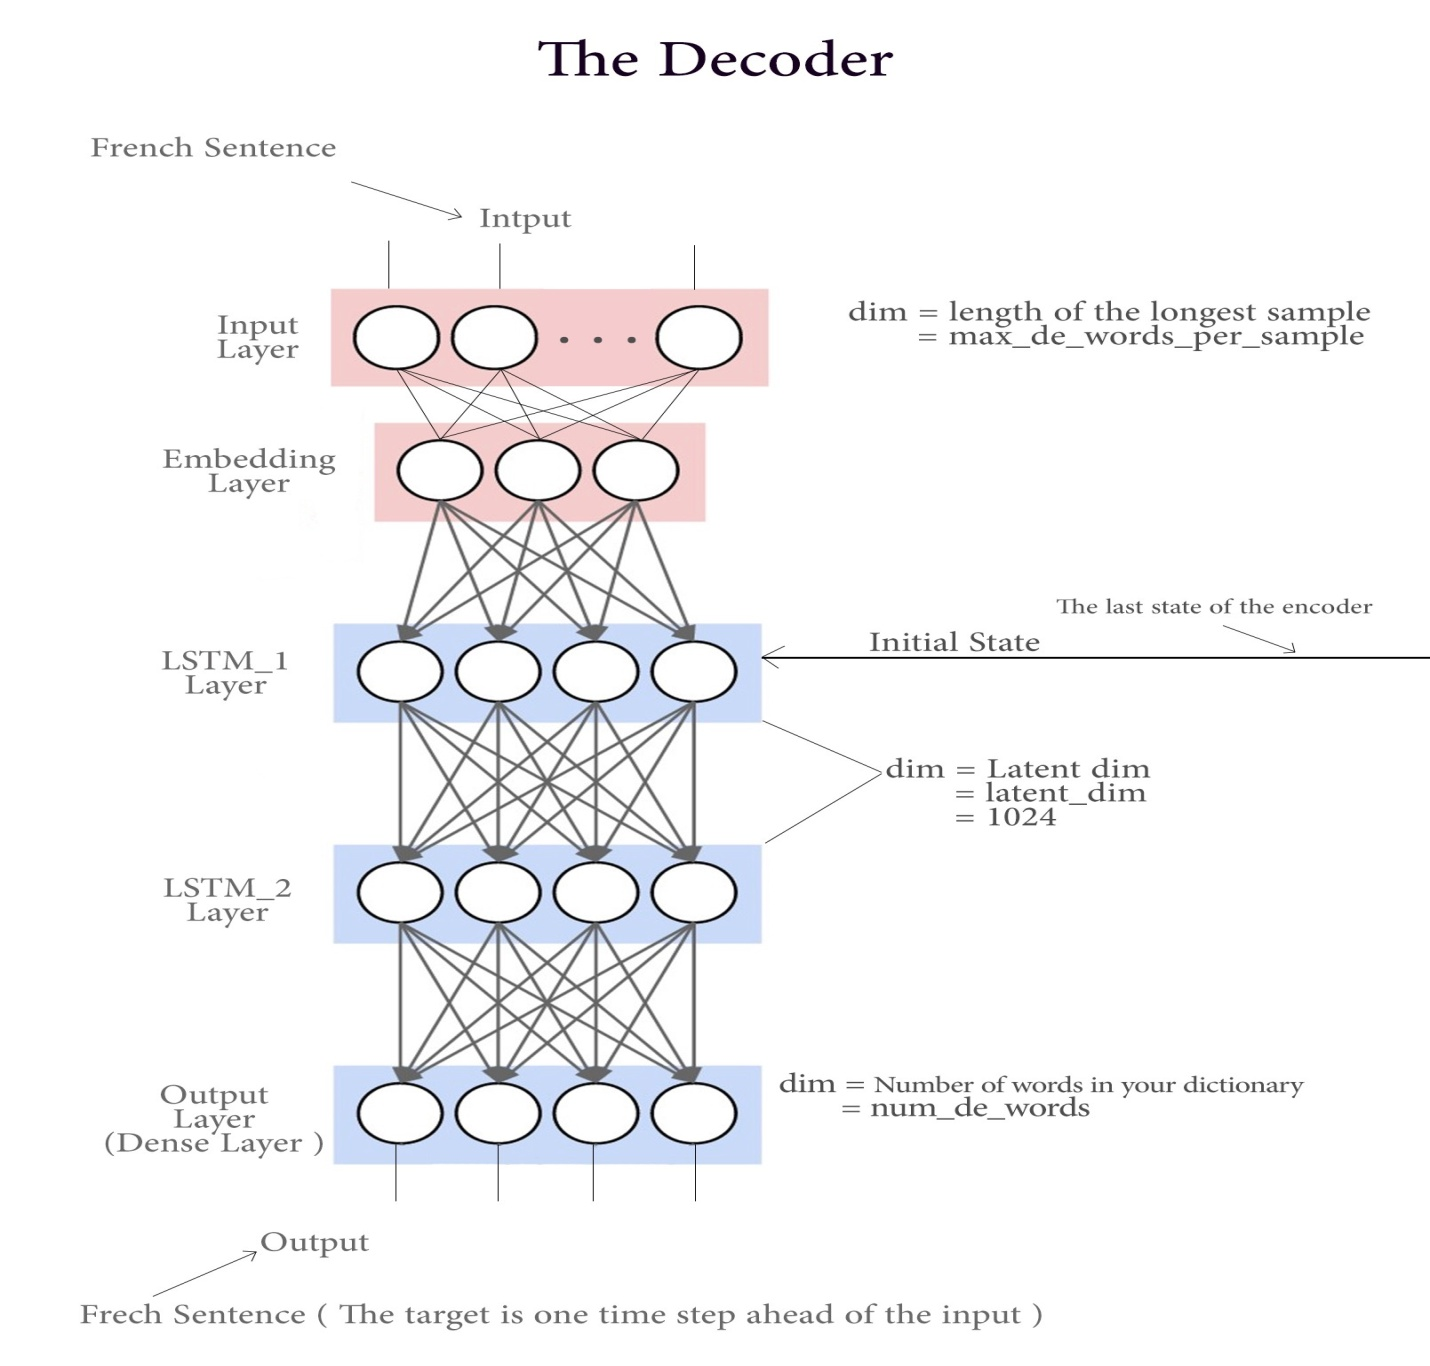 The Decoder
French Sentence
Intput
Input
Layer
dim = length of the longest sample
= max_de_words_per_sample
Embedding
Layer
The last state of the encoder
Initial State
LSTM_1
Layer
dim = Latent dim
= latent_dim
= 1024
LSTM_2
Layer
Output
Layer
(Dense Layer )
dim = Number of words in your dictionary
= num_de_words
Output
Frech Sentence ( The target is one time step ahead of the input )